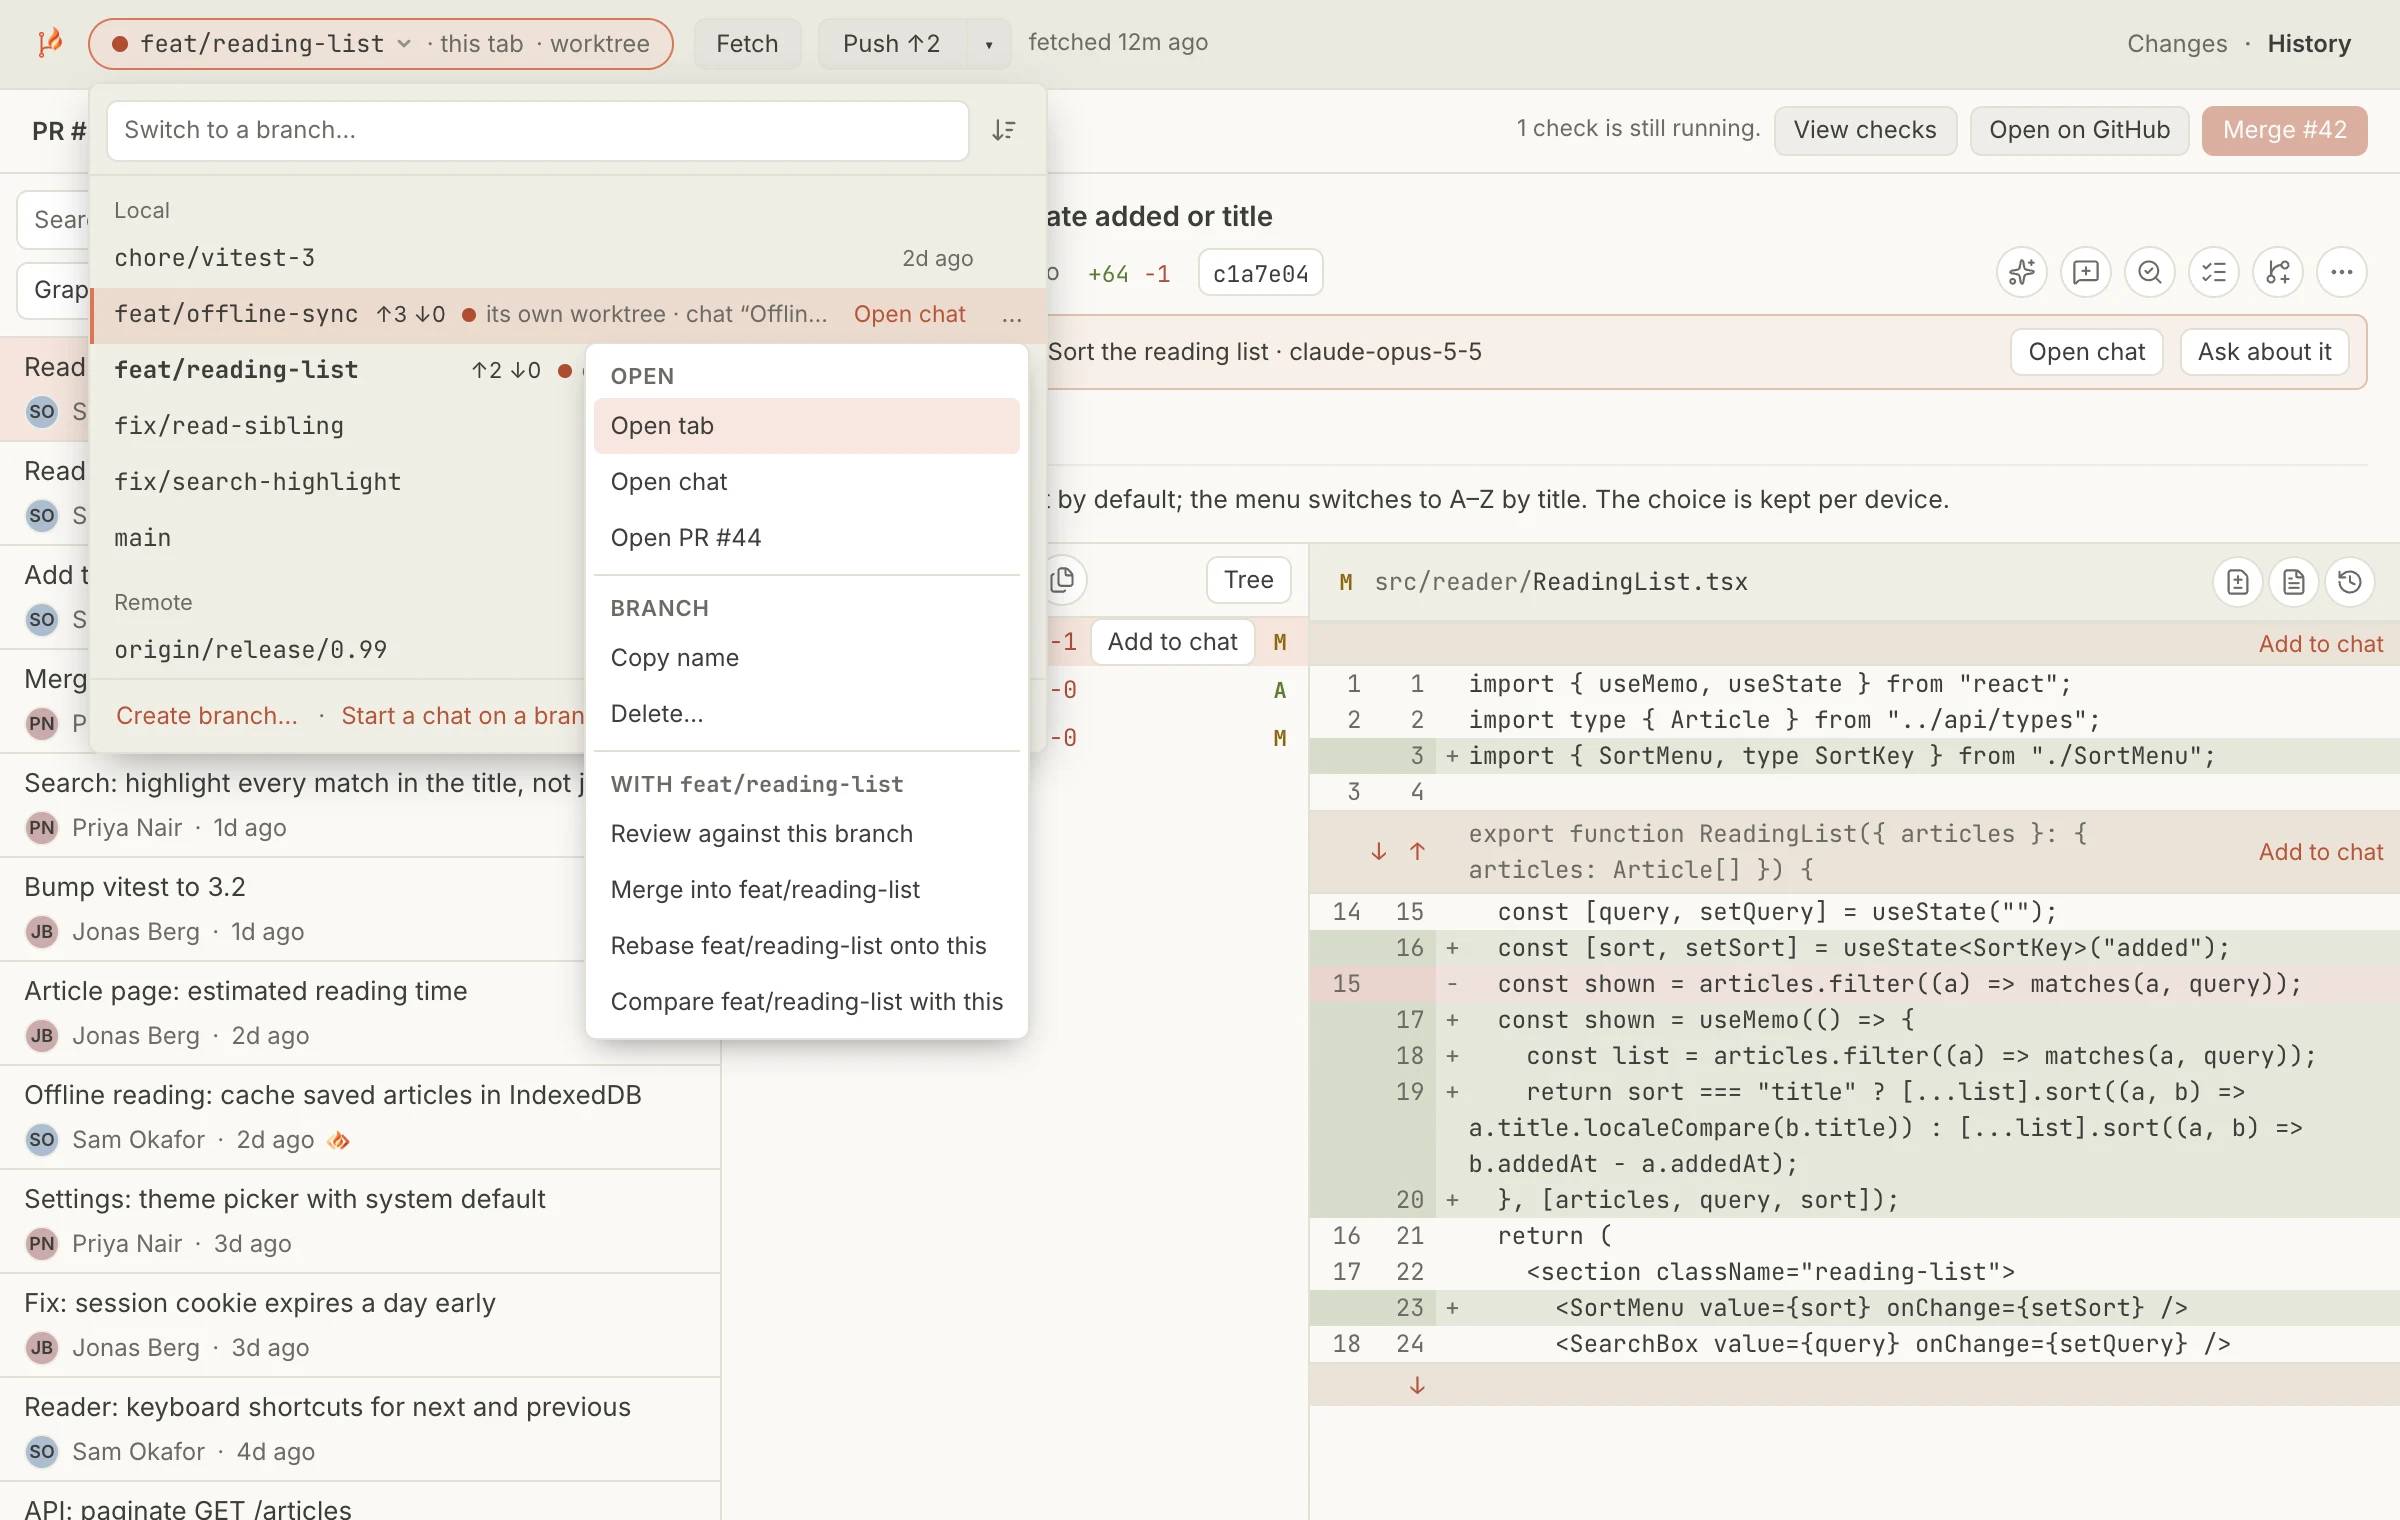 feat/reading-list · this tab · worktree
Fetch
Push ↑2
fetched 12m ago
Changes · History
PR #
1 check is still running.
View checks
Open on GitHub
Merge #42
Switch to a branch…
Local
chore/vitest-3 2d ago
feat/offline-sync ↑3 ↓0 its own worktree · chat “Offlin… Open chat …
feat/reading-list ↑2 ↓0
fix/read-sibling
fix/search-highlight
main
Remote
origin/release/0.99
Create branch… · Start a chat on a bran
OPEN
Open tab
Open chat
Open PR #44
BRANCH
Copy name
Delete…
WITH feat/reading-list
Review against this branch
Merge into feat/reading-list
Rebase feat/reading-list onto this
Compare feat/reading-list with this
Sear
Grap
Read
SO S
Read
SO S
Add t
SO S
Merg
PN P
Search: highlight every match in the title, not j
PN Priya Nair · 1d ago
Bump vitest to 3.2
JB Jonas Berg · 1d ago
Article page: estimated reading time
JB Jonas Berg · 2d ago
Offline reading: cache saved articles in IndexedDB
SO Sam Okafor · 2d ago
Settings: theme picker with system default
PN Priya Nair · 3d ago
Fix: session cookie expires a day early
JB Jonas Berg · 3d ago
Reader: keyboard shortcuts for next and previous
SO Sam Okafor · 4d ago
API: paginate GET /articles
ate added or title
o +64 -1 c1a7e04
Sort the reading list · claude-opus-5-5
Open chat
Ask about it
t by default; the menu switches to A–Z by title. The choice is kept per device.
Tree
-1 Add to chat M
-0 A
-0 M
M src/reader/ReadingList.tsx
Add to chat
1 1 import { useMemo, useState } from "react";
2 2 import type { Article } from "../api/types";
3 + import { SortMenu, type SortKey } from "./SortMenu";
3 4
↓ ↑ export function ReadingList({ articles }: {
articles: Article[] }) {
Add to chat
14 15 const [query, setQuery] = useState("");
16 + const [sort, setSort] = useState<SortKey>("added");
15 - const shown = articles.filter((a) => matches(a, query));
17 + const shown = useMemo(() => {
18 + const list = articles.filter((a) => matches(a, query));
19 + return sort === "title" ? [...list].sort((a, b) =>
a.title.localeCompare(b.title)) : [...list].sort((a, b) =>
b.addedAt - a.addedAt);
20 + }, [articles, query, sort]);
16 21 return (
17 22 <section className="reading-list">
23 + <SortMenu value={sort} onChange={setSort} />
18 24 <SearchBox value={query} onChange={setQuery} />
↓